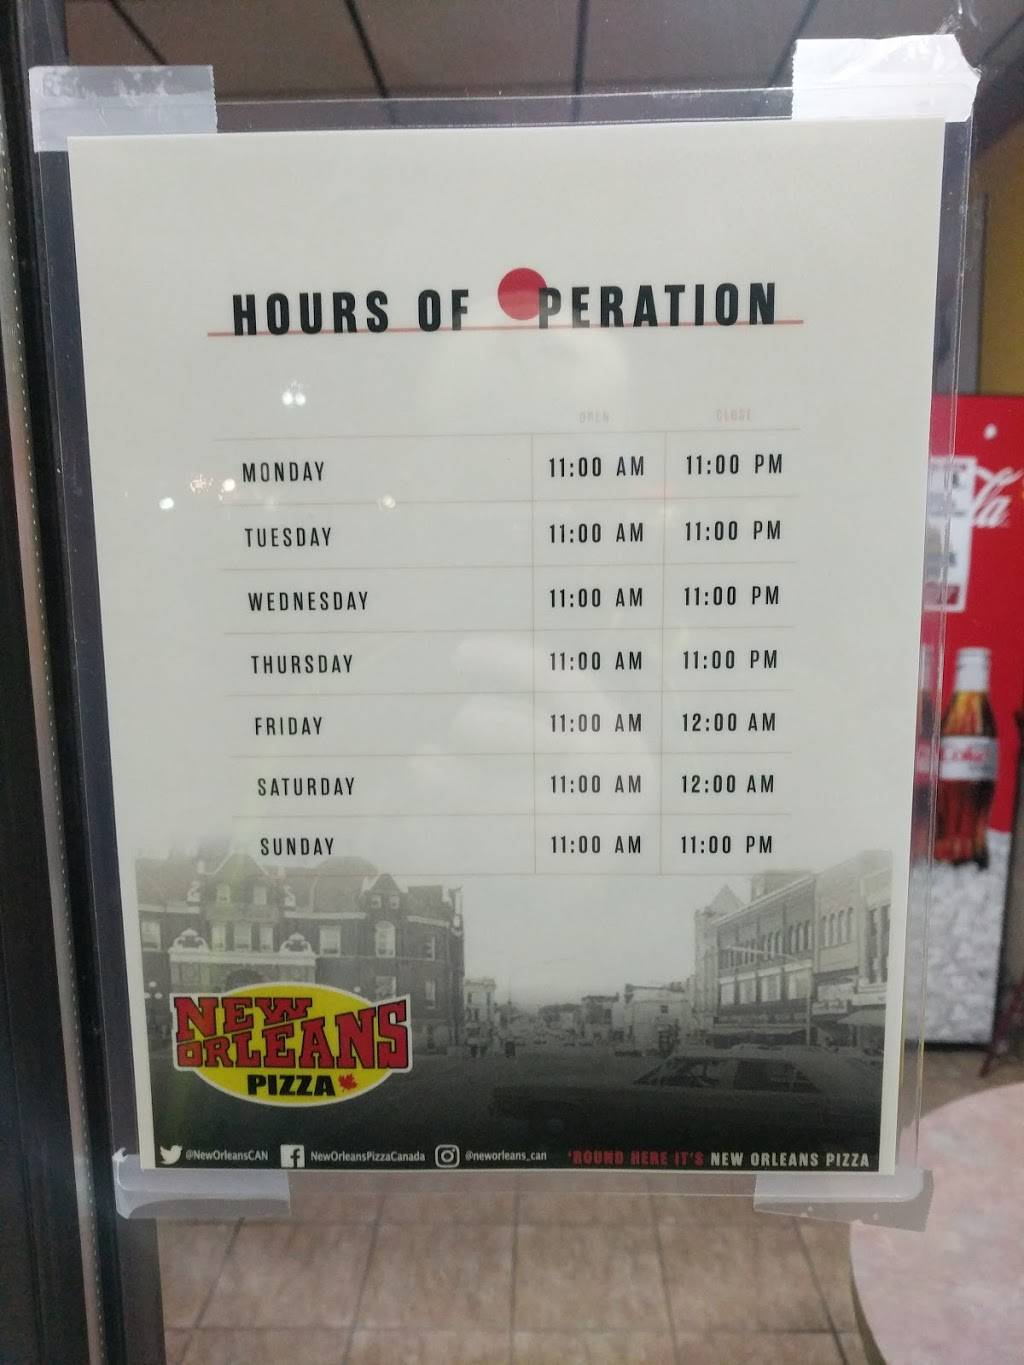 HOURS OF PERATION
OPEN CLOSE
MONDAY 11:00 AM 11:00 PM
TUESDAY 11:00 AM 11:00 PM
WEDNESDAY 11:00 AM 11:00 PM
THURSDAY 11:00 AM 11:00 PM
FRIDAY 11:00 AM 12:00 AM
SATURDAY 11:00 AM 12:00 AM
SUNDAY 11:00 AM 11:00 PM
NEW
ORLEANS
PIZZA
@NewOrleansCAN NewOrleansPizzaCanada @neworleans_can 'ROUND HERE IT'S NEW ORLEANS PIZZA
Coke